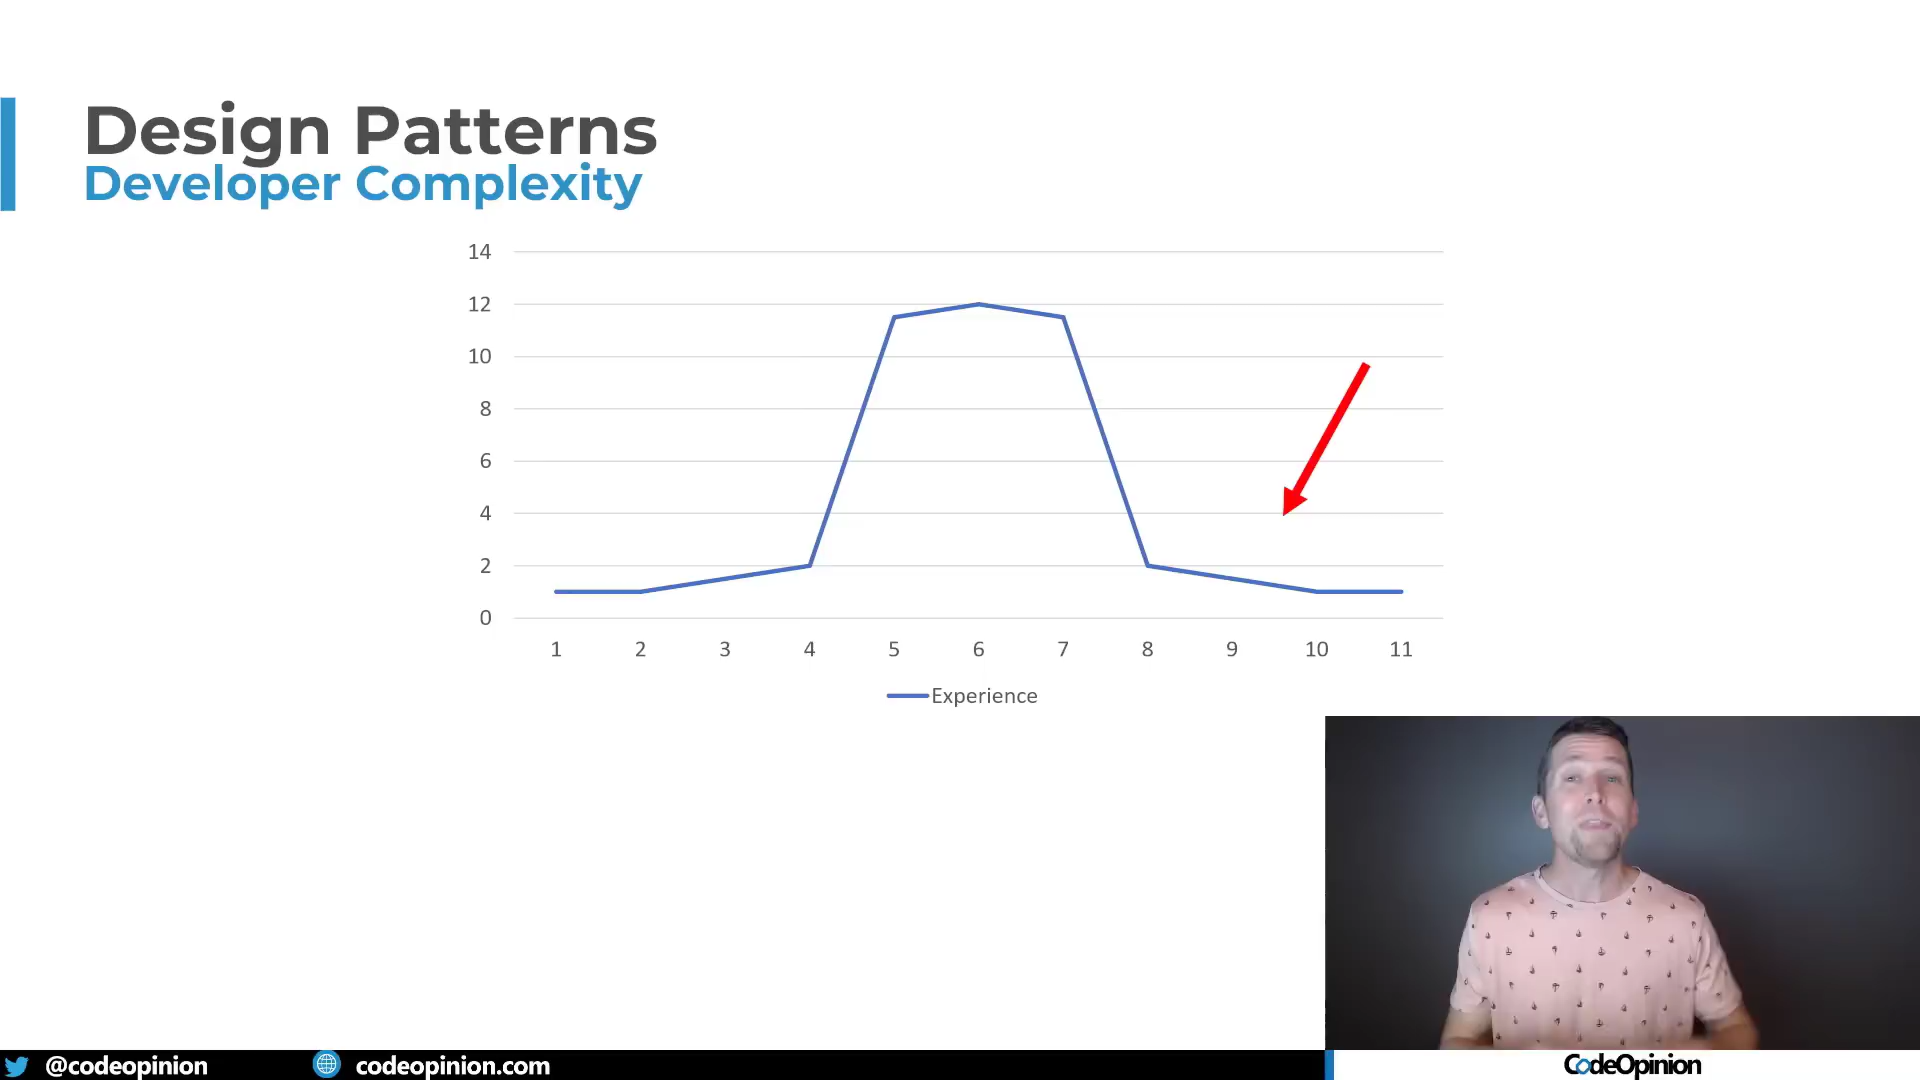 Design Patterns
Developer Complexity
14
12
10
8
6
4
2
0
1 2 3 4 5 6 7 8 9 10 11
Experience
@codeopinion codeopinion.com CodeOpinion